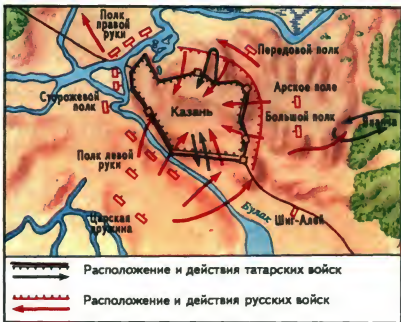 Полк
правой
руки
Передовой полк
Сторожевой
полк
Арское поле
Казань
Большой полк
Япанча
Полк левой
руки
Царская
дружина
Булак
Шиг-Алей
Расположение и действия татарских войск
Расположение и действия русских войск